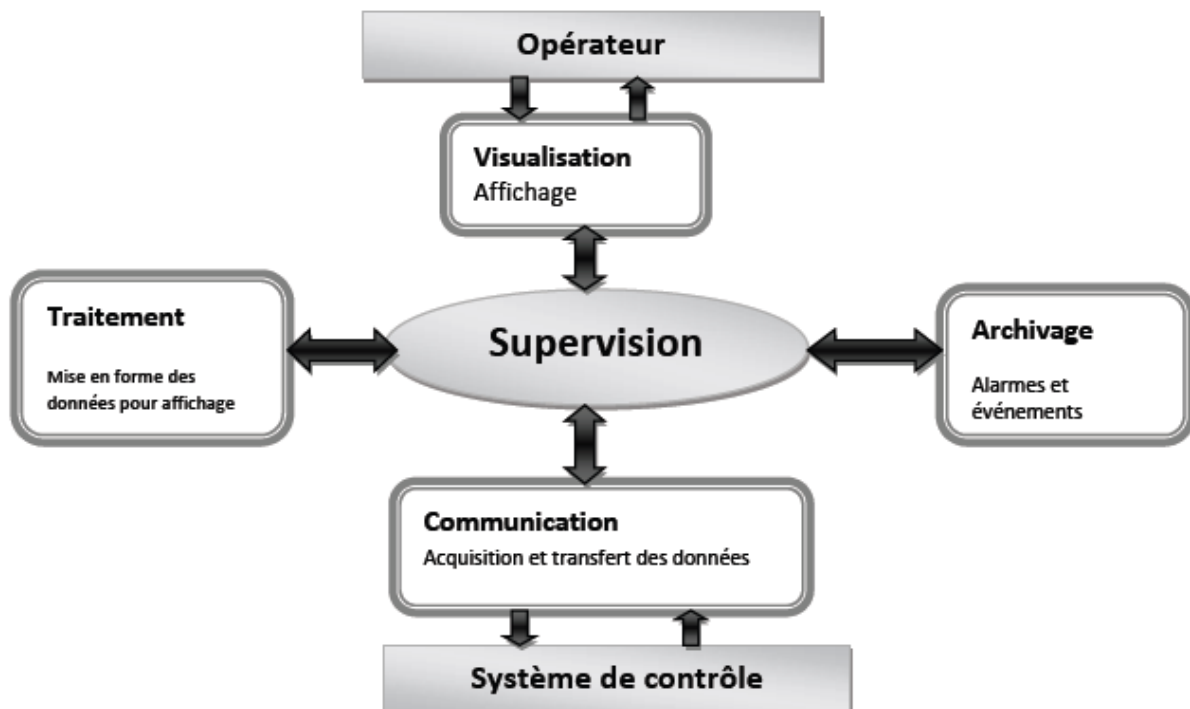 Opérateur
Visualisation
Affichage
Traitement
Mise en forme des
données pour affichage
Supervision
Archivage
Alarmes et
événements
Communication
Acquisition et transfert des données
Système de contrôle